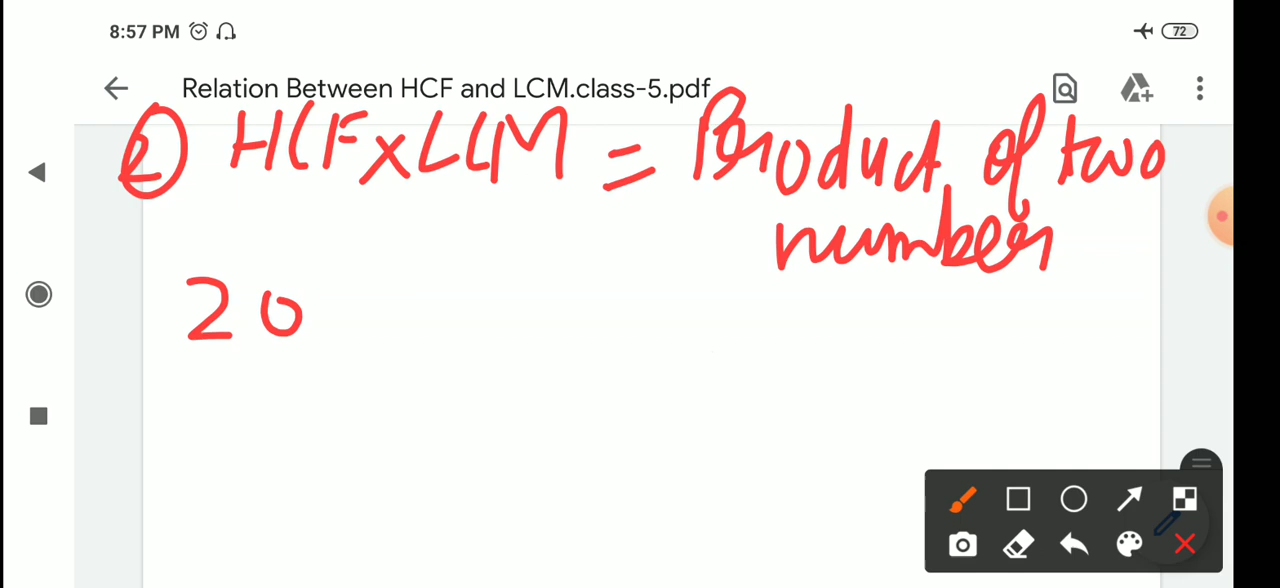 8:57 PM 72
Relation Between HCF and LCM.class-5.pdf
② HCF×LCM = Product of two
number
20